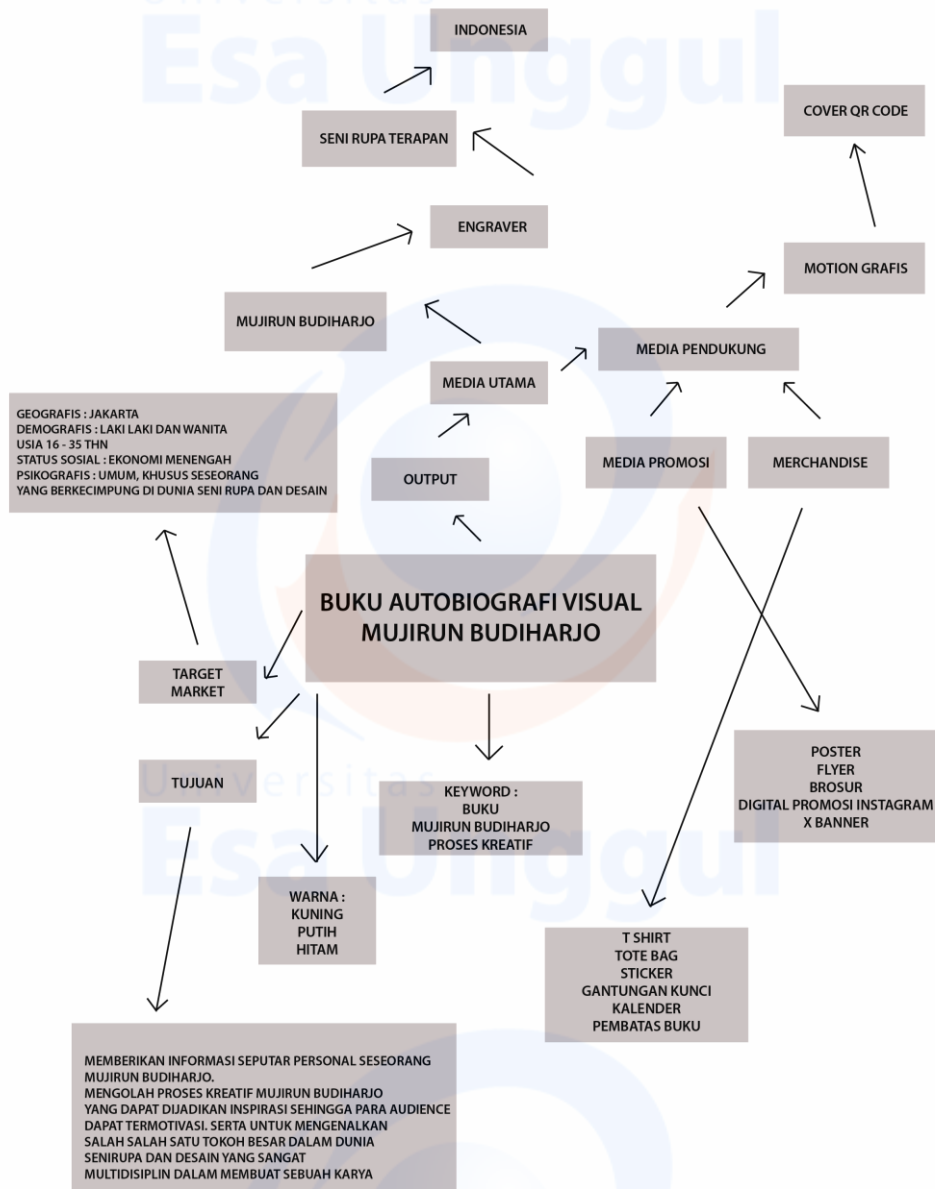 Universitas
Esa Unggul
INDONESIA
COVER QR CODE
SENI RUPA TERAPAN
ENGRAVER
MOTION GRAFIS
MUJIRUN BUDIHARJO
MEDIA PENDUKUNG
MEDIA UTAMA
GEOGRAFIS : JAKARTA
DEMOGRAFIS : LAKI LAKI DAN WANITA
USIA 16 - 35 THN
STATUS SOSIAL : EKONOMI MENENGAH
PSIKOGRAFIS : UMUM, KHUSUS SESEORANG
YANG BERKECIMPUNG DI DUNIA SENI RUPA DAN DESAIN
OUTPUT
MEDIA PROMOSI
MERCHANDISE
BUKU AUTOBIOGRAFI VISUAL
MUJIRUN BUDIHARJO
TARGET
MARKET
TUJUAN
Universitas
Esa Unggul
KEYWORD :
BUKU
MUJIRUN BUDIHARJO
PROSES KREATIF
POSTER
FLYER
BROSUR
DIGITAL PROMOSI INSTAGRAM
X BANNER
WARNA :
KUNING
PUTIH
HITAM
T SHIRT
TOTE BAG
STICKER
GANTUNGAN KUNCI
KALENDER
PEMBATAS BUKU
MEMBERIKAN INFORMASI SEPUTAR PERSONAL SESEORANG
MUJIRUN BUDIHARJO.
MENGOLAH PROSES KREATIF MUJIRUN BUDIHARJO
YANG DAPAT DIJADIKAN INSPIRASI SEHINGGA PARA AUDIENCE
DAPAT TERMOTIVASI. SERTA UNTUK MENGENALKAN
SALAH SALAH SATU TOKOH BESAR DALAM DUNIA
SENIRUPA DAN DESAIN YANG SANGAT
MULTIDISIPLIN DALAM MEMBUAT SEBUAH KARYA